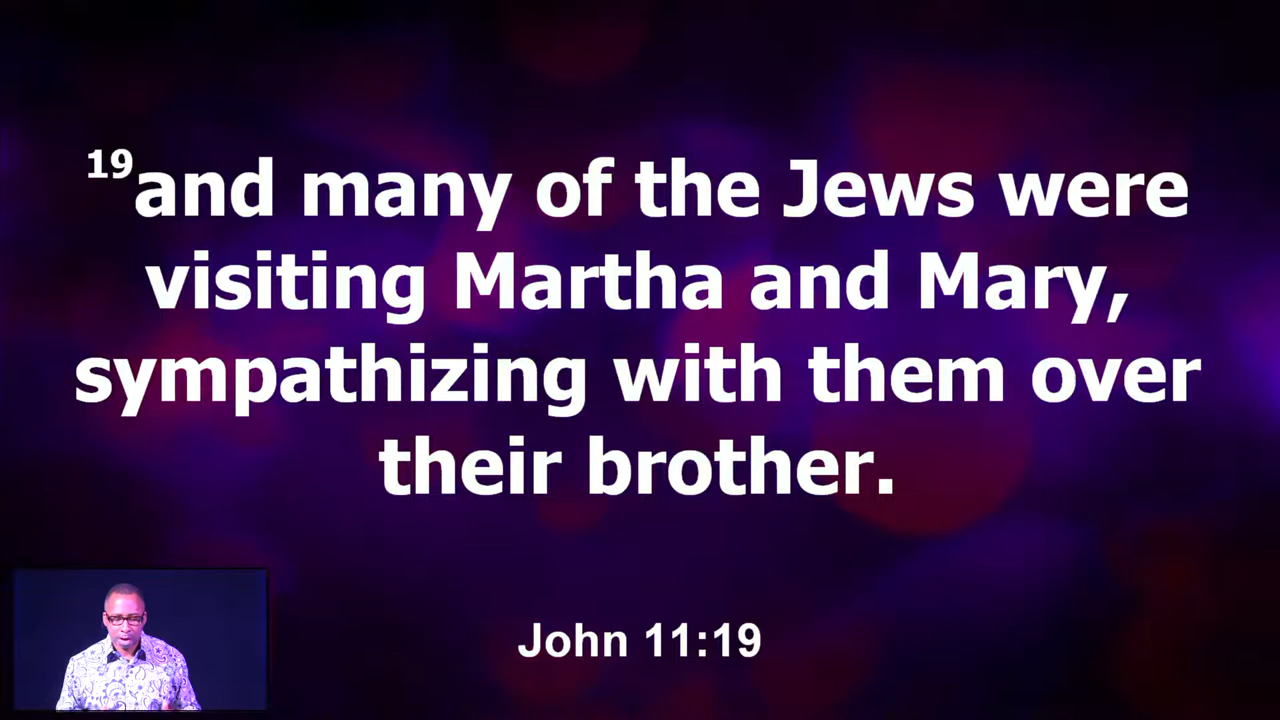 19and many of the Jews were
visiting Martha and Mary,
sympathizing with them over
their brother.
John 11:19